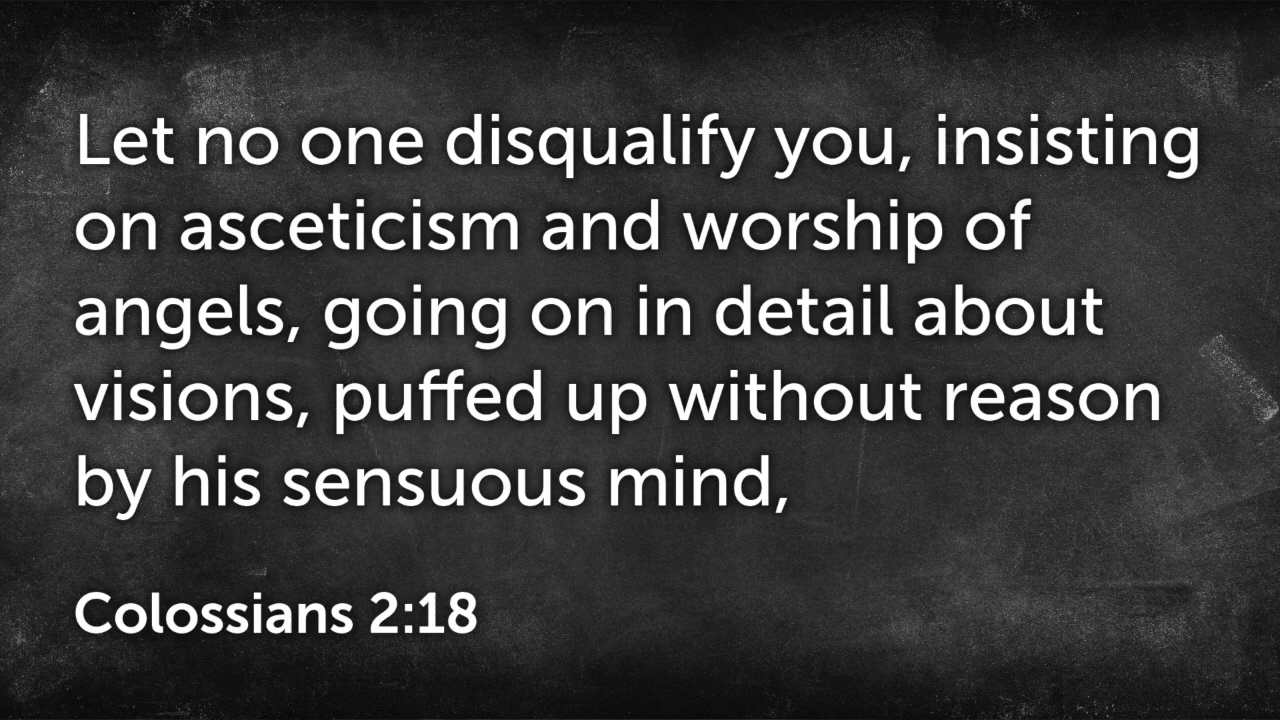 Let no one disqualify you, insisting
on asceticism and worship of
angels, going on in detail about
visions, puffed up without reason
by his sensuous mind,
Colossians 2:18